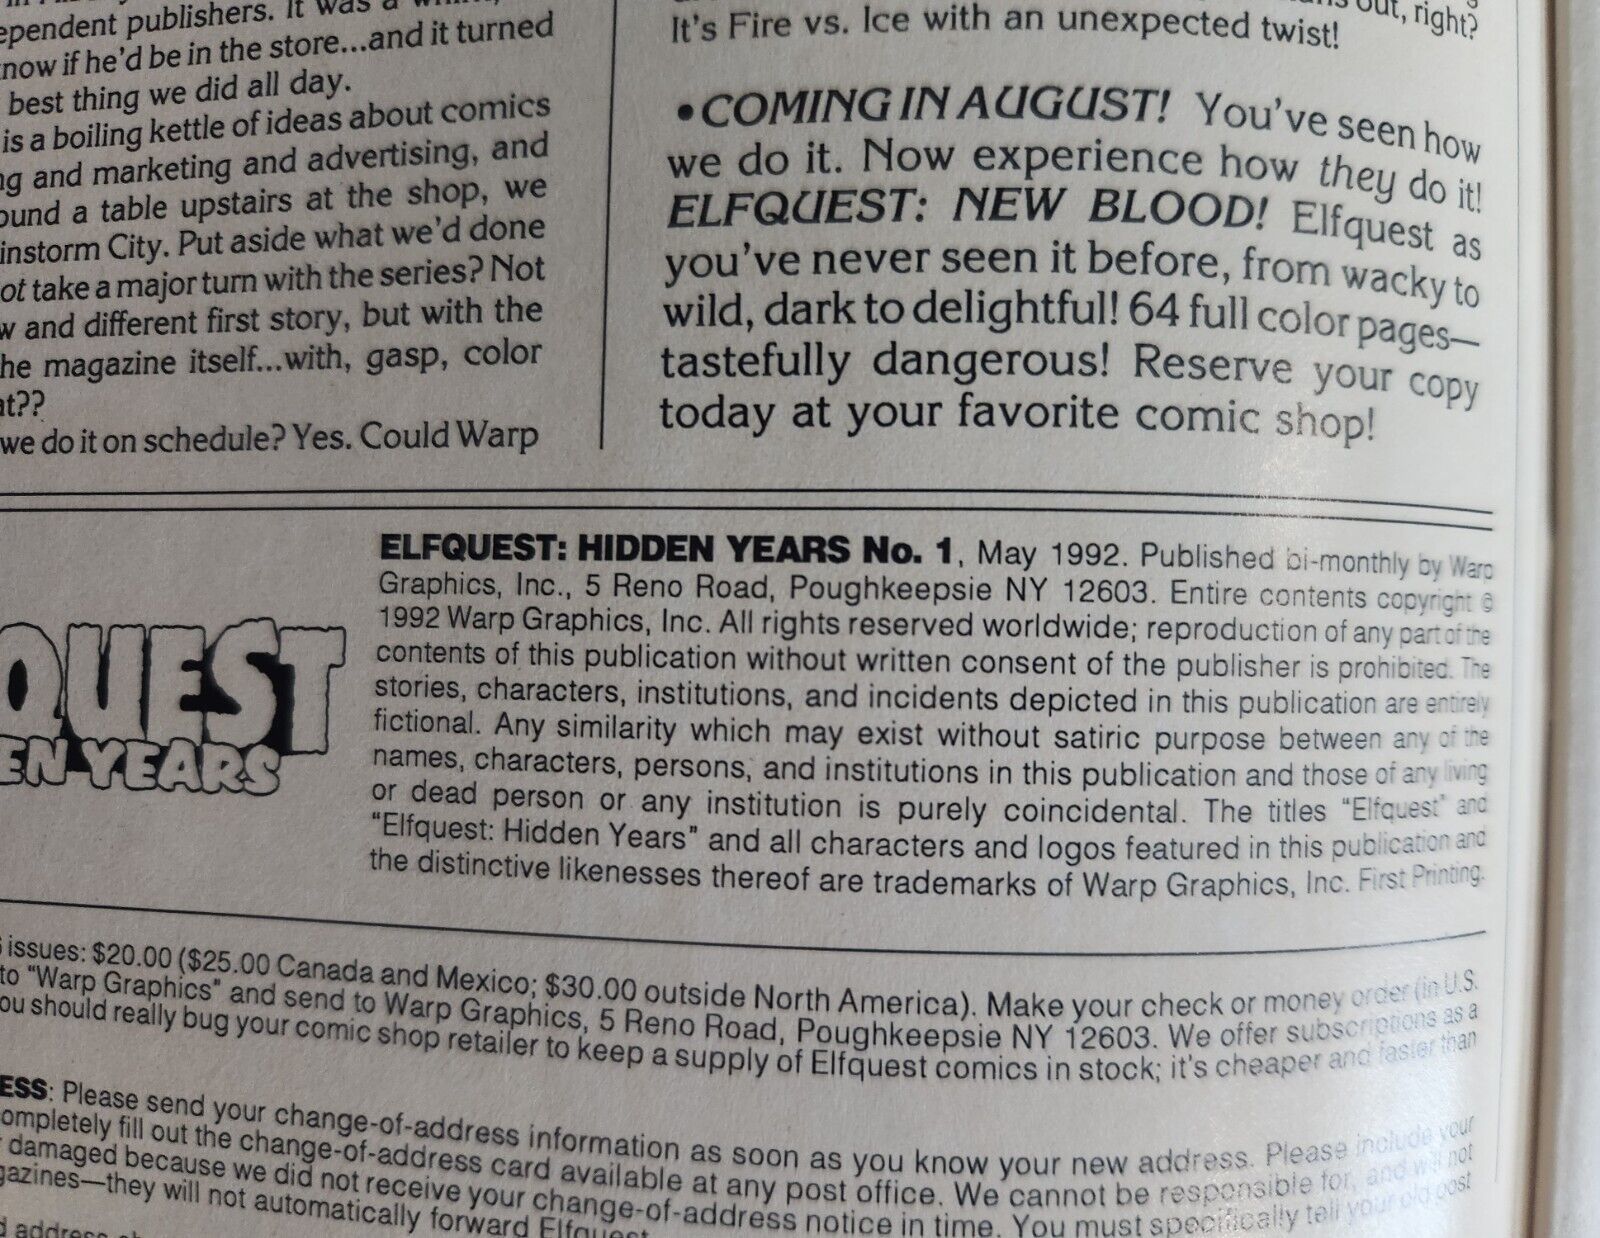 ependent publishers. It was a
now if he'd be in the store...and it turned
best thing we did all day.
is a boiling kettle of ideas about comics
ng and marketing and advertising, and
ound a table upstairs at the shop, we
instorm City. Put aside what we'd done
ot take a major turn with the series? Not
w and different first story, but with the
he magazine itself...with, gasp, color
at??
we do it on schedule? Yes. Could Warp
out, right?
It's Fire vs. Ice with an unexpected twist!
•COMING IN AUGUST! You've seen how
we do it. Now experience how they do it!
ELFQUEST: NEW BLOOD! Elfquest as
you've never seen it before, from wacky to
wild, dark to delightful! 64 full color pages—
tastefully dangerous! Reserve your copy
today at your favorite comic shop!
QUEST
EN YEARS
ELFQUEST: HIDDEN YEARS No. 1, May 1992. Published bi-monthly by Warp
Graphics, Inc., 5 Reno Road, Poughkeepsie NY 12603. Entire contents copyright ©
1992 Warp Graphics, Inc. All rights reserved worldwide; reproduction of any part of the
contents of this publication without written consent of the publisher is prohibited. The
stories, characters, institutions, and incidents depicted in this publication are entirely
fictional. Any similarity which may exist without satiric purpose between any of the
names, characters, persons, and institutions in this publication and those of any living
or dead person or any institution is purely coincidental. The titles "Elfquest" and
"Elfquest: Hidden Years" and all characters and logos featured in this publication and
the distinctive likenesses thereof are trademarks of Warp Graphics, Inc. First Printing.
issues: $20.00 ($25.00 Canada and Mexico; $30.00 outside North America). Make your check or money order (in U.S.
to "Warp Graphics" and send to Warp Graphics, 5 Reno Road, Poughkeepsie NY 12603. We offer subscriptions as a
ou should really bug your comic shop retailer to keep a supply of Elfquest comics in stock; it's cheaper and faster than
ESS: Please send your change-of-address information as soon as you know your new address. Please include your
ompletely fill out the change-of-address card available at any post office. We cannot be responsible for, and will not
damaged because we did not receive your change-of-address notice in time. You must specifically tell your old post
gazines—they will not automatically forward Elfquest
address